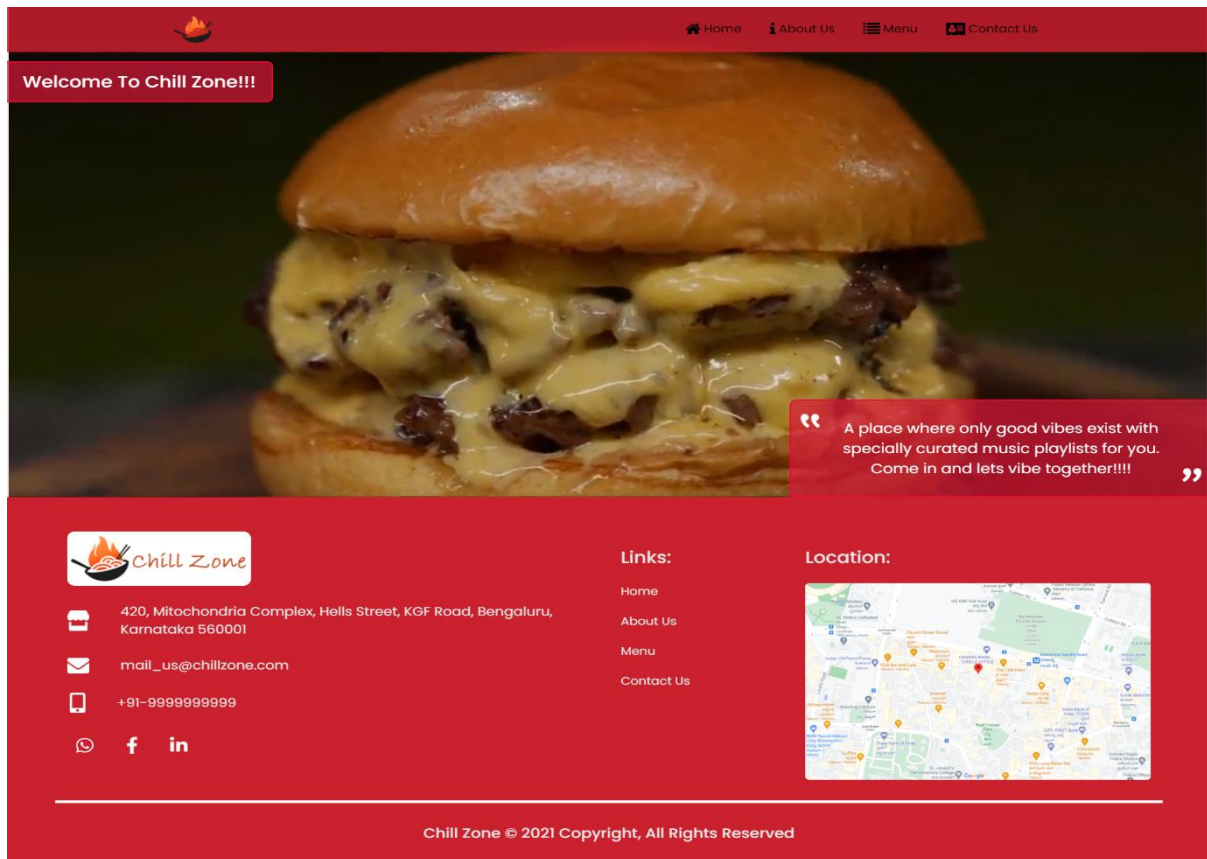 Home About Us Menu Contact Us
Welcome To Chill Zone!!!
A place where only good vibes exist with
specially curated music playlists for you.
Come in and lets vibe together!!!!
Chill Zone
420, Mitochondria Complex, Hells Street, KGF Road, Bengaluru,
Karnataka 560001
mail_us@chillzone.com
+91-9999999999
Links:
Home
About Us
Menu
Contact Us
Location:
Google
Chill Zone © 2021 Copyright, All Rights Reserved